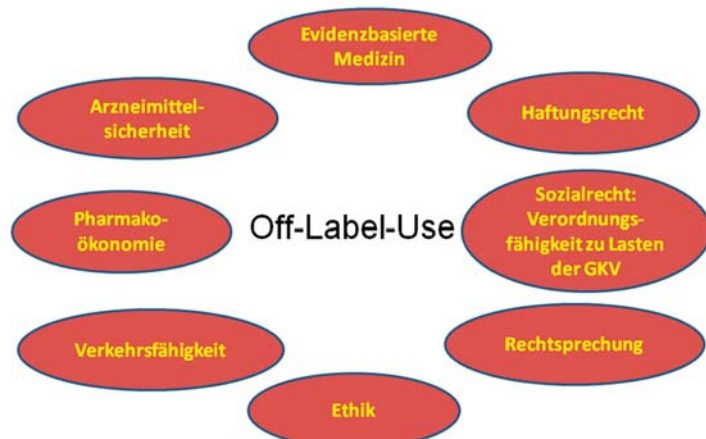 Evidenzbasierte
Medizin
Arzneimittel-
sicherheit
Haftungsrecht
Pharmako-
ökonomie
Off-Label-Use
Sozialrecht:
Verordnungs-
fähigkeit zu Lasten
der GKV
Verkehrsfähigkeit
Rechtsprechung
Ethik